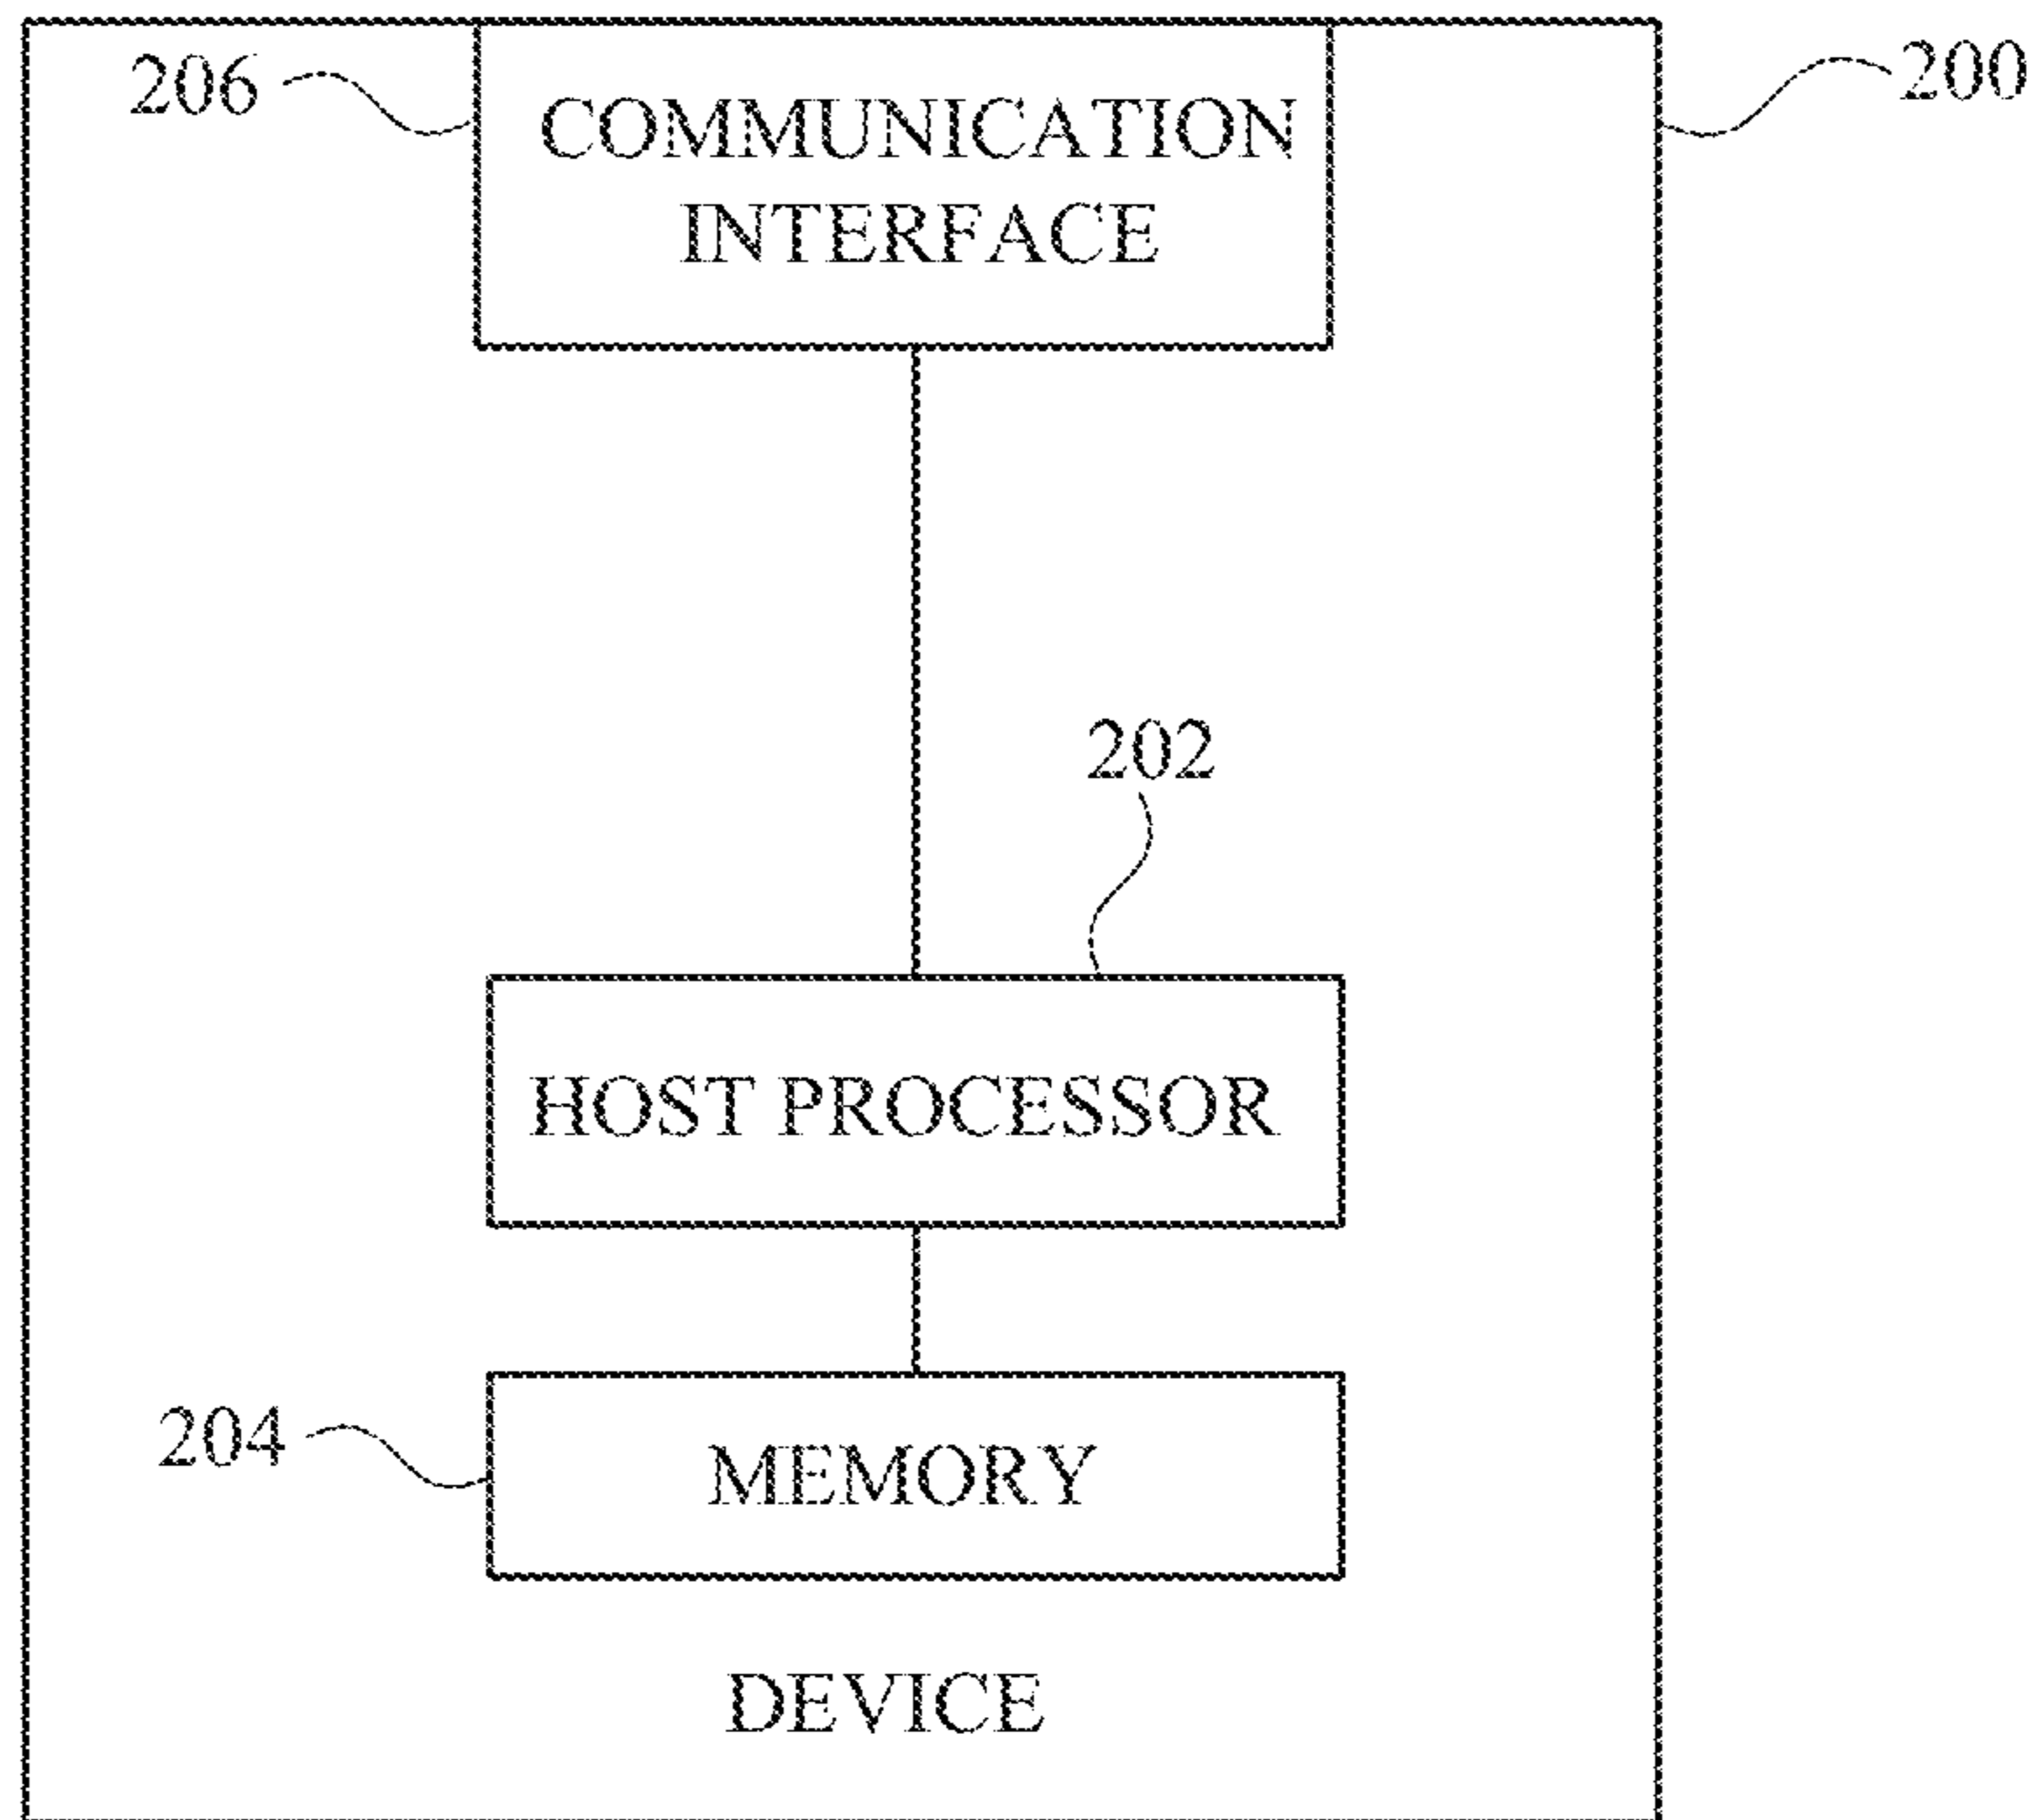 206
200
COMMUNICATION
INTERFACE
202
HOST PROCESSOR
204
MEMORY
DEVICE